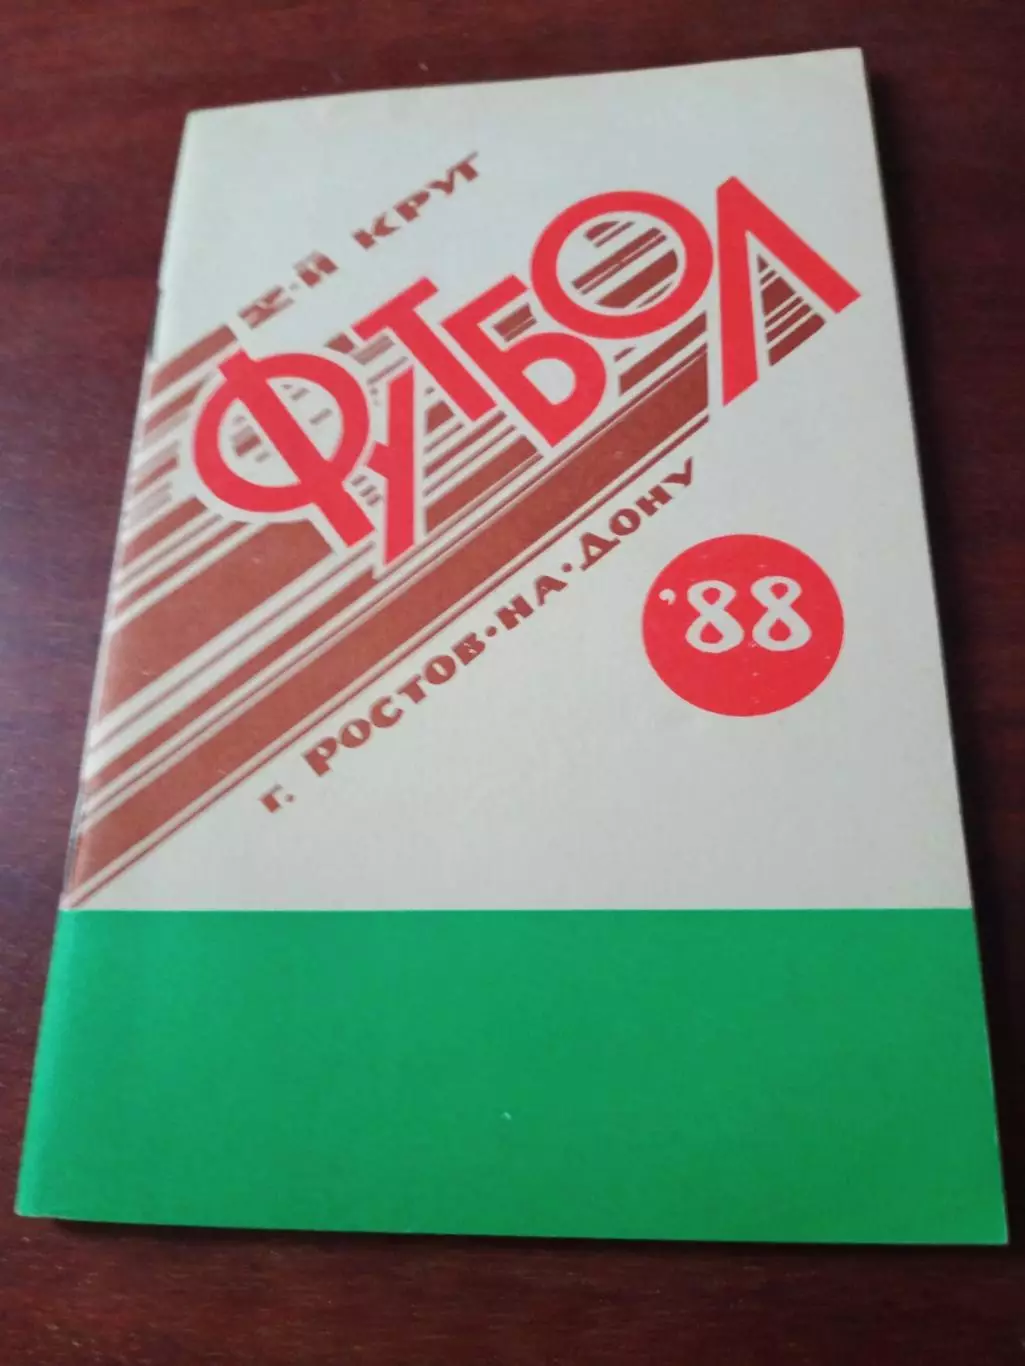 2-й КРУГ
ФУТБОЛ
г. РОСТОВ·НА·ДОНУ
'88